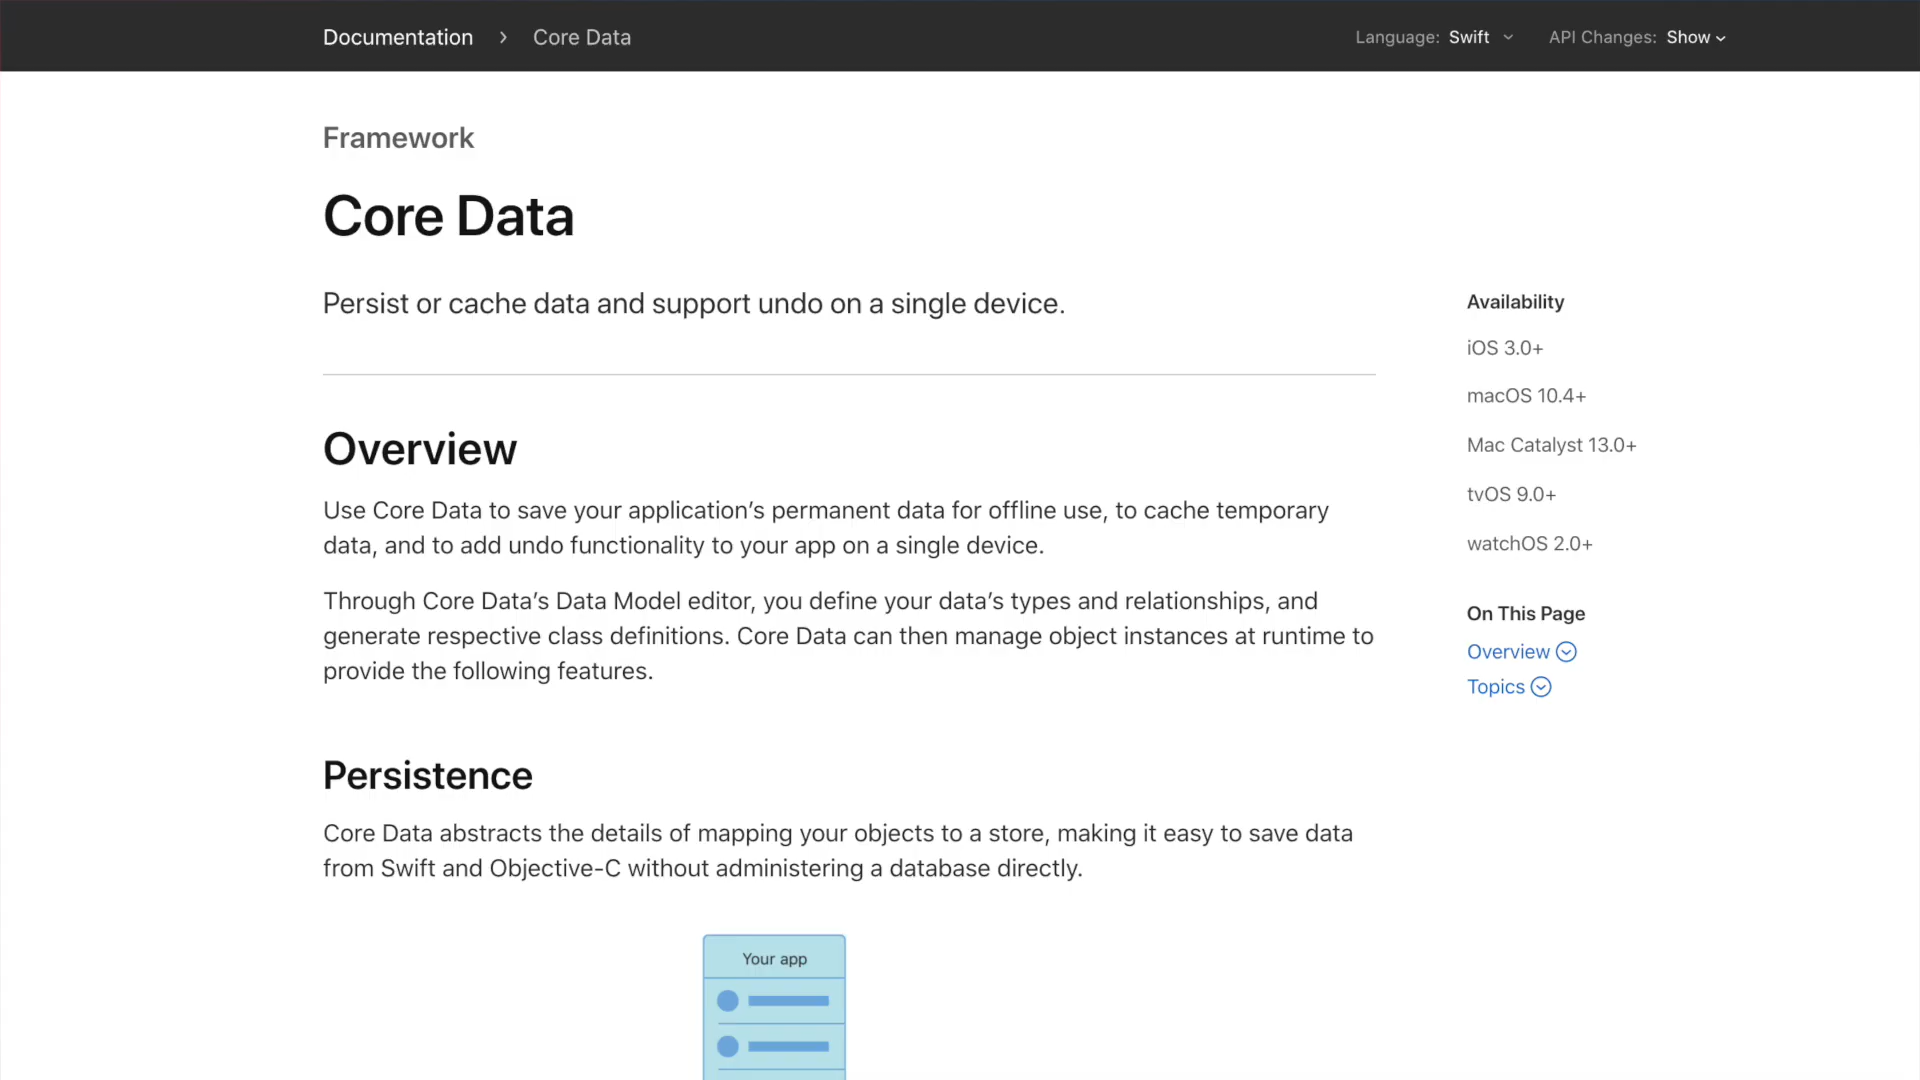 Documentation > Core Data
Language: Swift
API Changes: Show
Framework
Core Data
Persist or cache data and support undo on a single device.
Overview
Use Core Data to save your application’s permanent data for offline use, to cache temporary
data, and to add undo functionality to your app on a single device.
Through Core Data’s Data Model editor, you define your data’s types and relationships, and
generate respective class definitions. Core Data can then manage object instances at runtime to
provide the following features.
Persistence
Core Data abstracts the details of mapping your objects to a store, making it easy to save data
from Swift and Objective-C without administering a database directly.
Your app
Availability
iOS 3.0+
macOS 10.4+
Mac Catalyst 13.0+
tvOS 9.0+
watchOS 2.0+
On This Page
Overview
Topics